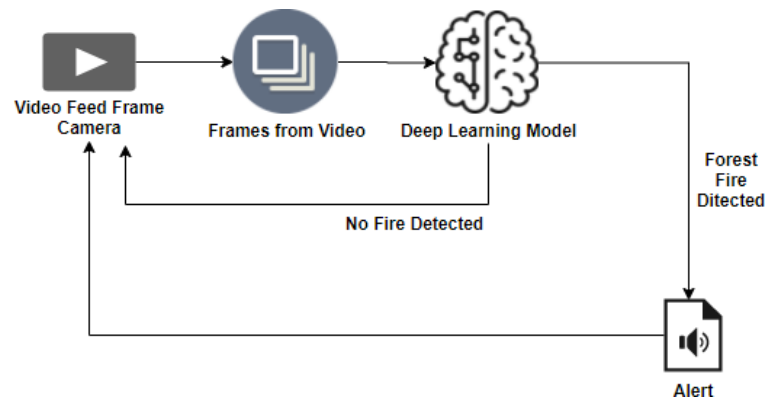 Video Feed Frame
Camera
Frames from Video
Deep Learning Model
Forest
Fire
Ditected
No Fire Detected
Alert